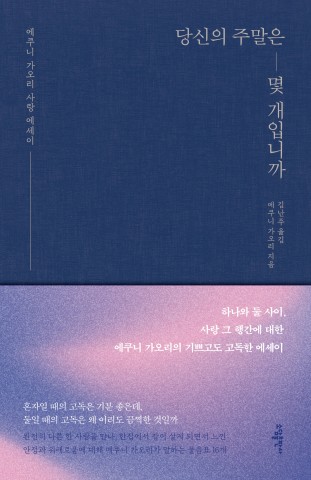 당신의 주말은
몇 개입니까
에쿠니 가오리 사랑 에세이
김난주 옮김
에쿠니 가오리 지음
하나와 둘 사이,
사랑 그 행간에 대한
에쿠니 가오리의 기쁘고도 고독한 에세이
혼자일 때의 고독은 기분 좋은데,
둘일 때의 고독은 왜 이리도 끔찍한 것일까
소담출판사